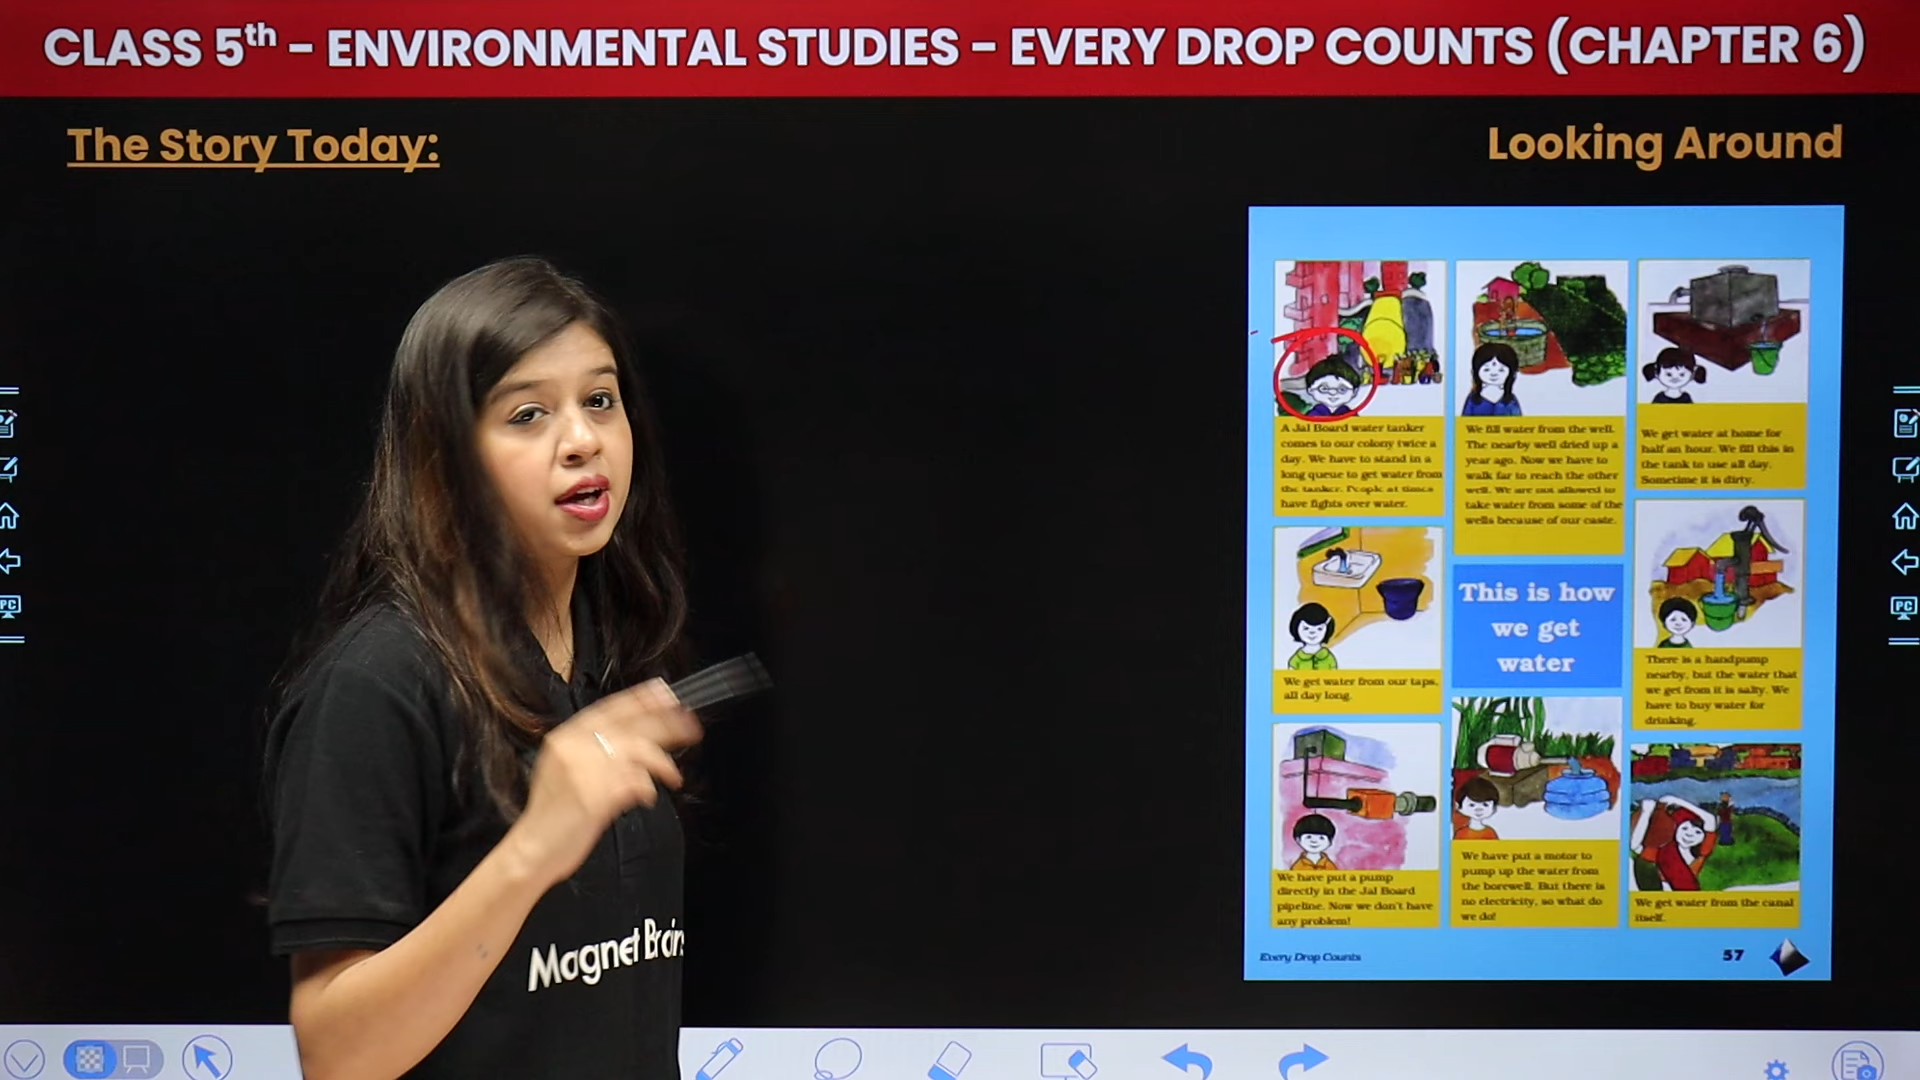 CLASS 5th – ENVIRONMENTAL STUDIES – EVERY DROP COUNTS (CHAPTER 6)
The Story Today:
Looking Around
A Jal Board water tanker
comes to our colony twice a
day. We have to stand in a
long queue to get water from
the tanker. People at times
have fights over water.
We fill water from the well.
The nearby well dried up a
year ago. Now we have to
walk far to reach the other
well. We are not allowed to
take water from some of the
wells because of our caste.
We get water at home for
half an hour. We fill this in
the tank to use all day.
Sometime it is dirty.
We get water from our taps,
all day long.
This is how
we get
water
There is a handpump
nearby, but the water that
we get from it is salty. We
have to buy water for
drinking.
We have put a pump
directly in the Jal Board
pipeline. Now we don't have
any problem!
We have put a motor to
pump up the water from
the borewell. But there is
no electricity, so what do
we do!
We get water from the canal
itself.
Every Drop Counts
57
Magnet Brains
PC
PC